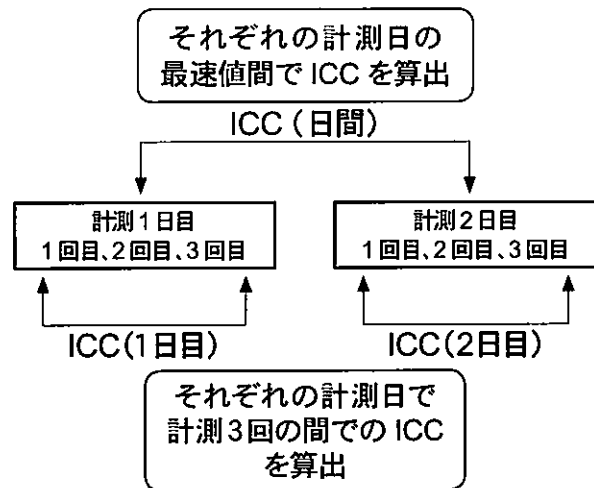 それぞれの計測日の
最速値間で ICC を算出
ICC（日間）
計測1日目
1回目、2回目、3回目
計測2日目
1回目、2回目、3回目
ICC(1日目)
ICC(2日目)
それぞれの計測日で
計測3回の間での ICC
を算出